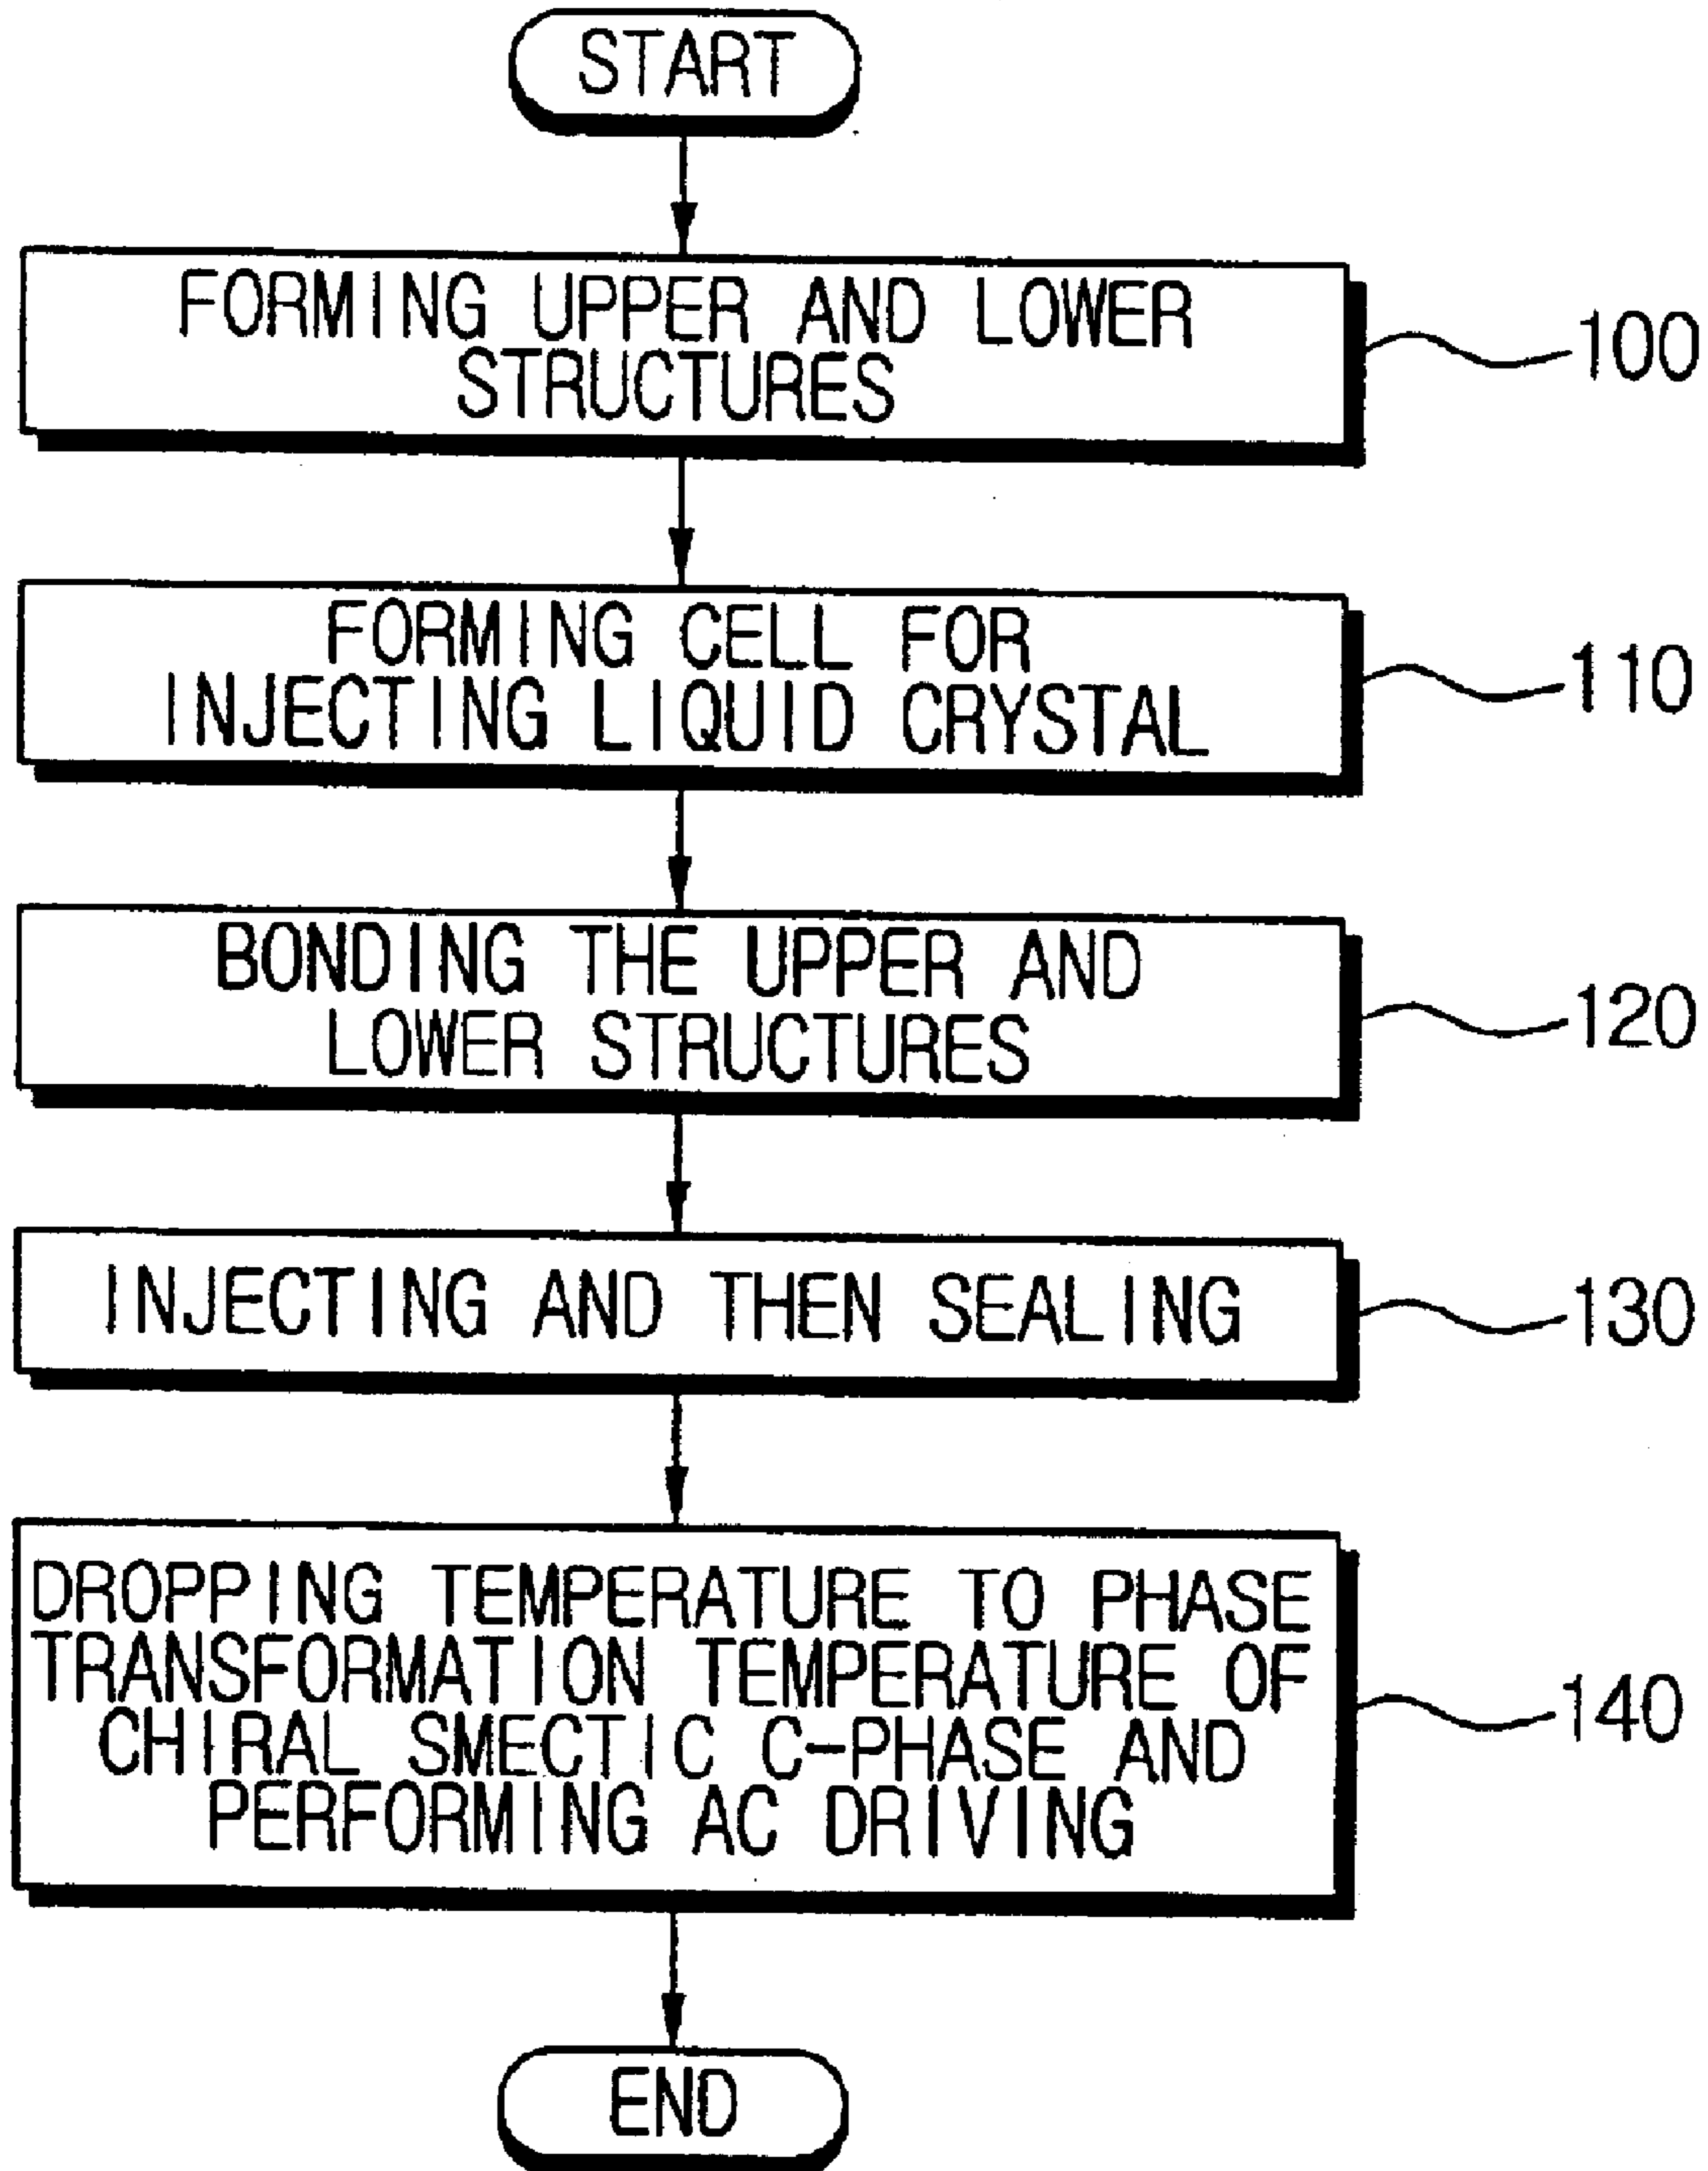 START
FORMING UPPER AND LOWER
STRUCTURES
100
FORMING CELL FOR
INJECTING LIQUID CRYSTAL
110
BONDING THE UPPER AND
LOWER STRUCTURES
120
INJECTING AND THEN SEALING
130
DROPPING TEMPERATURE TO PHASE
TRANSFORMATION TEMPERATURE OF
CHIRAL SMECTIC C-PHASE AND
PERFORMING AC DRIVING
140
END